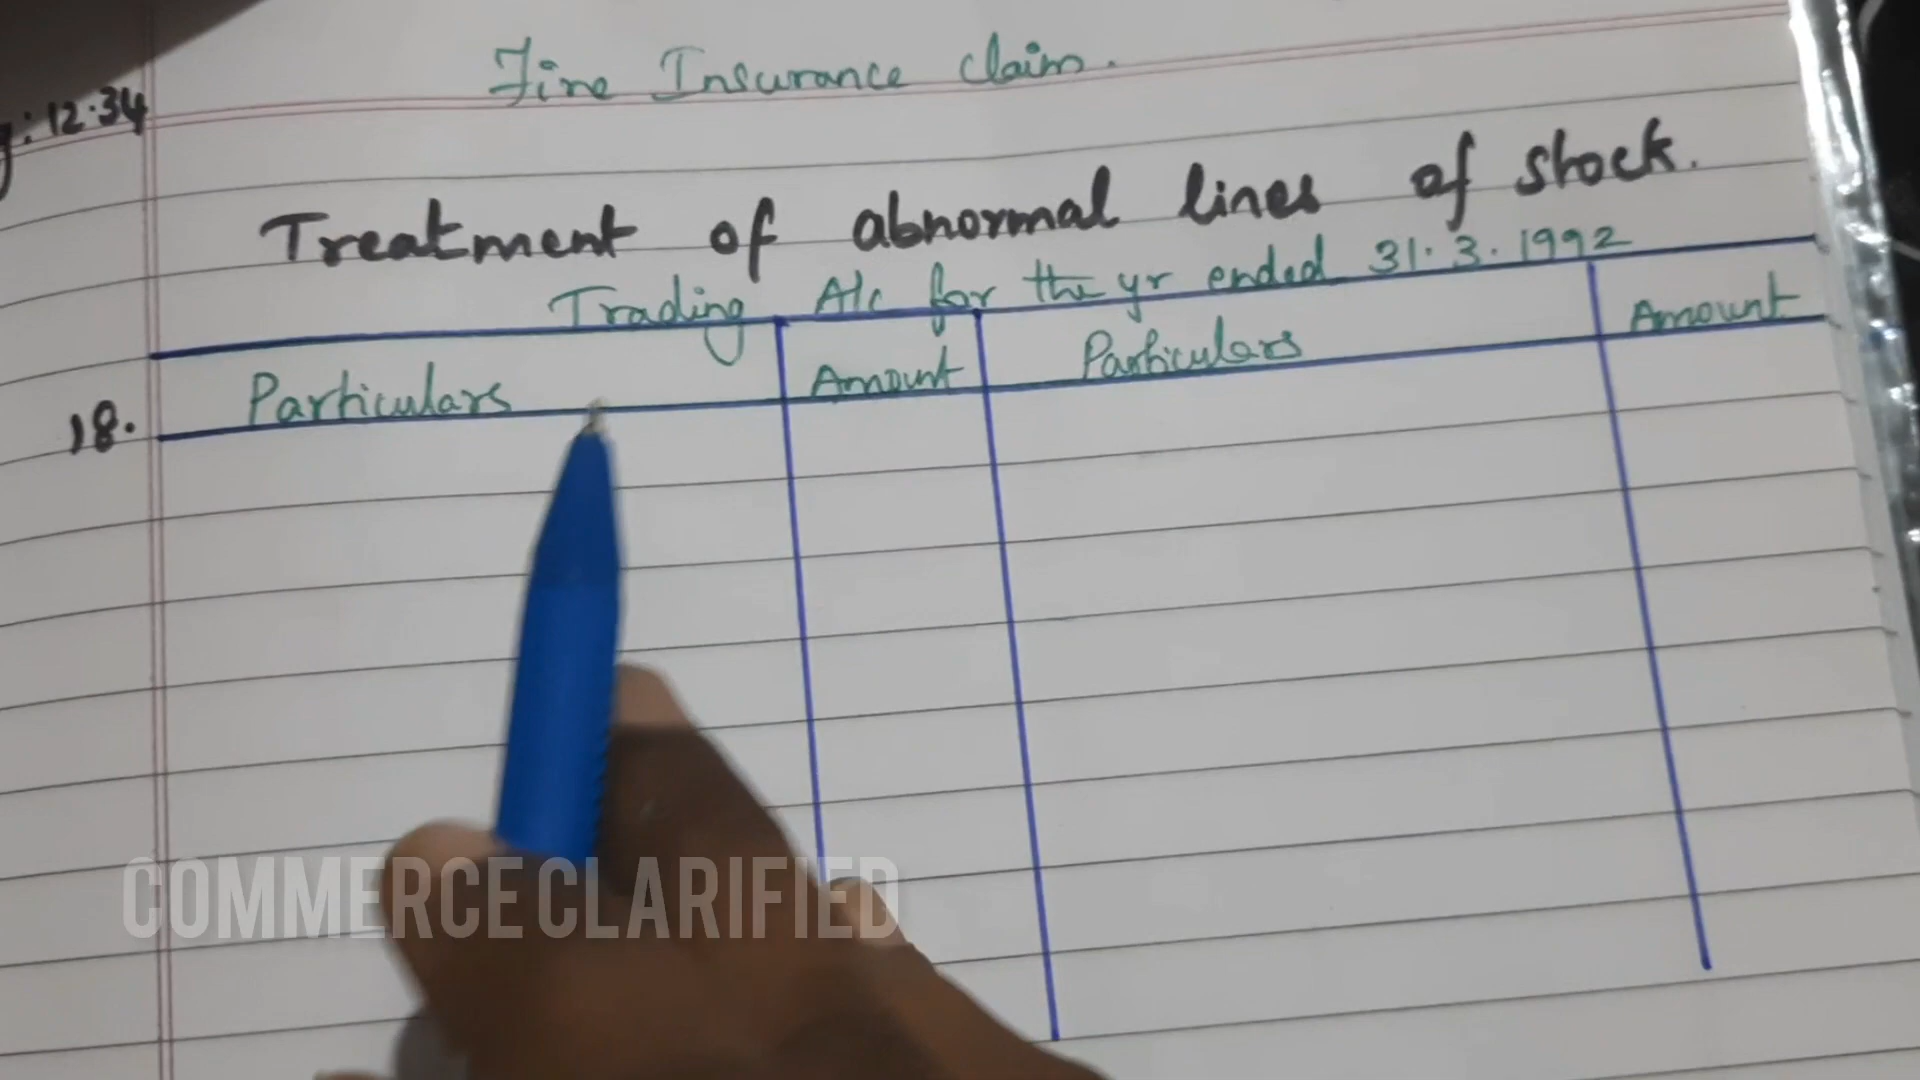 Fire Insurance Claim.
: 12.34
Treatment of abnormal lines of stock.
Trading A/c for the yr ended 31.3.1992
Particulars Amount Particulars Amount
18.
COMMERCE CLARIFIED